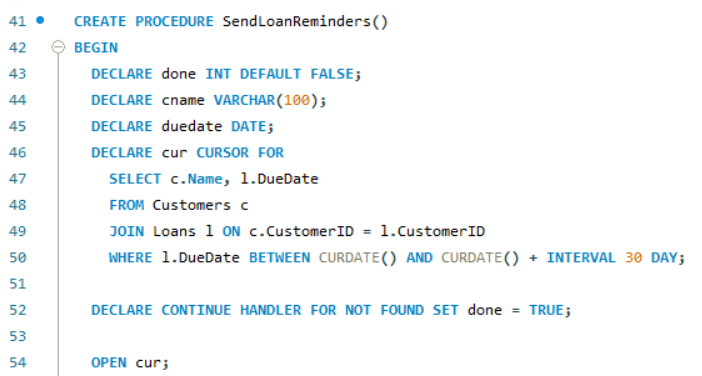 41 CREATE PROCEDURE SendLoanReminders()
42 BEGIN
43 DECLARE done INT DEFAULT FALSE;
44 DECLARE cname VARCHAR(100);
45 DECLARE duedate DATE;
46 DECLARE cur CURSOR FOR
47 SELECT c.Name, l.DueDate
48 FROM Customers c
49 JOIN Loans l ON c.CustomerID = l.CustomerID
50 WHERE l.DueDate BETWEEN CURDATE() AND CURDATE() + INTERVAL 30 DAY;
51
52 DECLARE CONTINUE HANDLER FOR NOT FOUND SET done = TRUE;
53
54 OPEN cur;